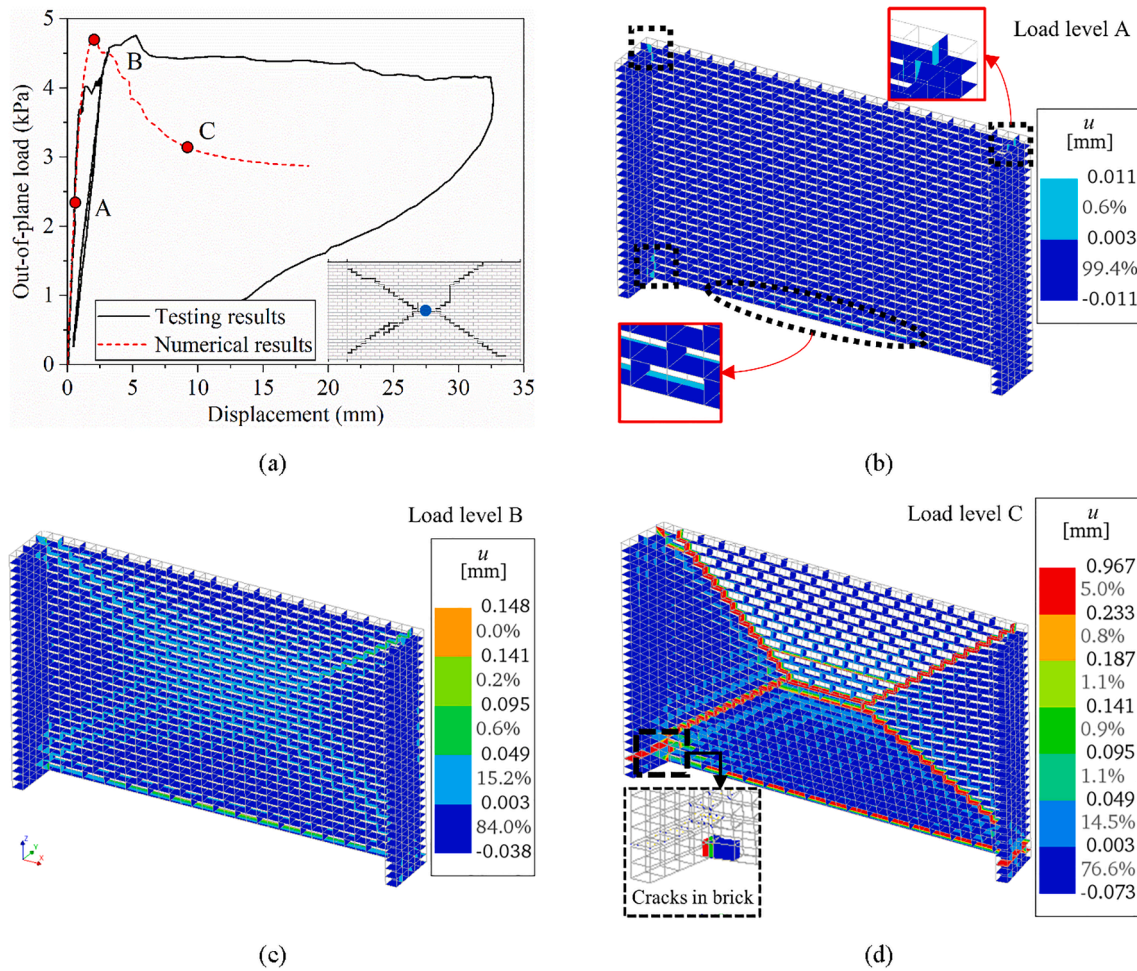 5
4
3
2
1
0
Out-of-plane load (kPa)
B
C
A
Testing results
Numerical results
0 5 10 15 20 25 30 35
Displacement (mm)
(a)
Load level A
u
[mm]
0.011
0.6%
0.003
99.4%
-0.011
(b)
Load level B
u
[mm]
0.148
0.0%
0.141
0.2%
0.095
0.6%
0.049
15.2%
0.003
84.0%
-0.038
Z
Y
X
(c)
Load level C
u
[mm]
0.967
5.0%
0.233
0.8%
0.187
1.1%
0.141
0.9%
0.095
1.1%
0.049
14.5%
0.003
76.6%
-0.073
Cracks in brick
(d)